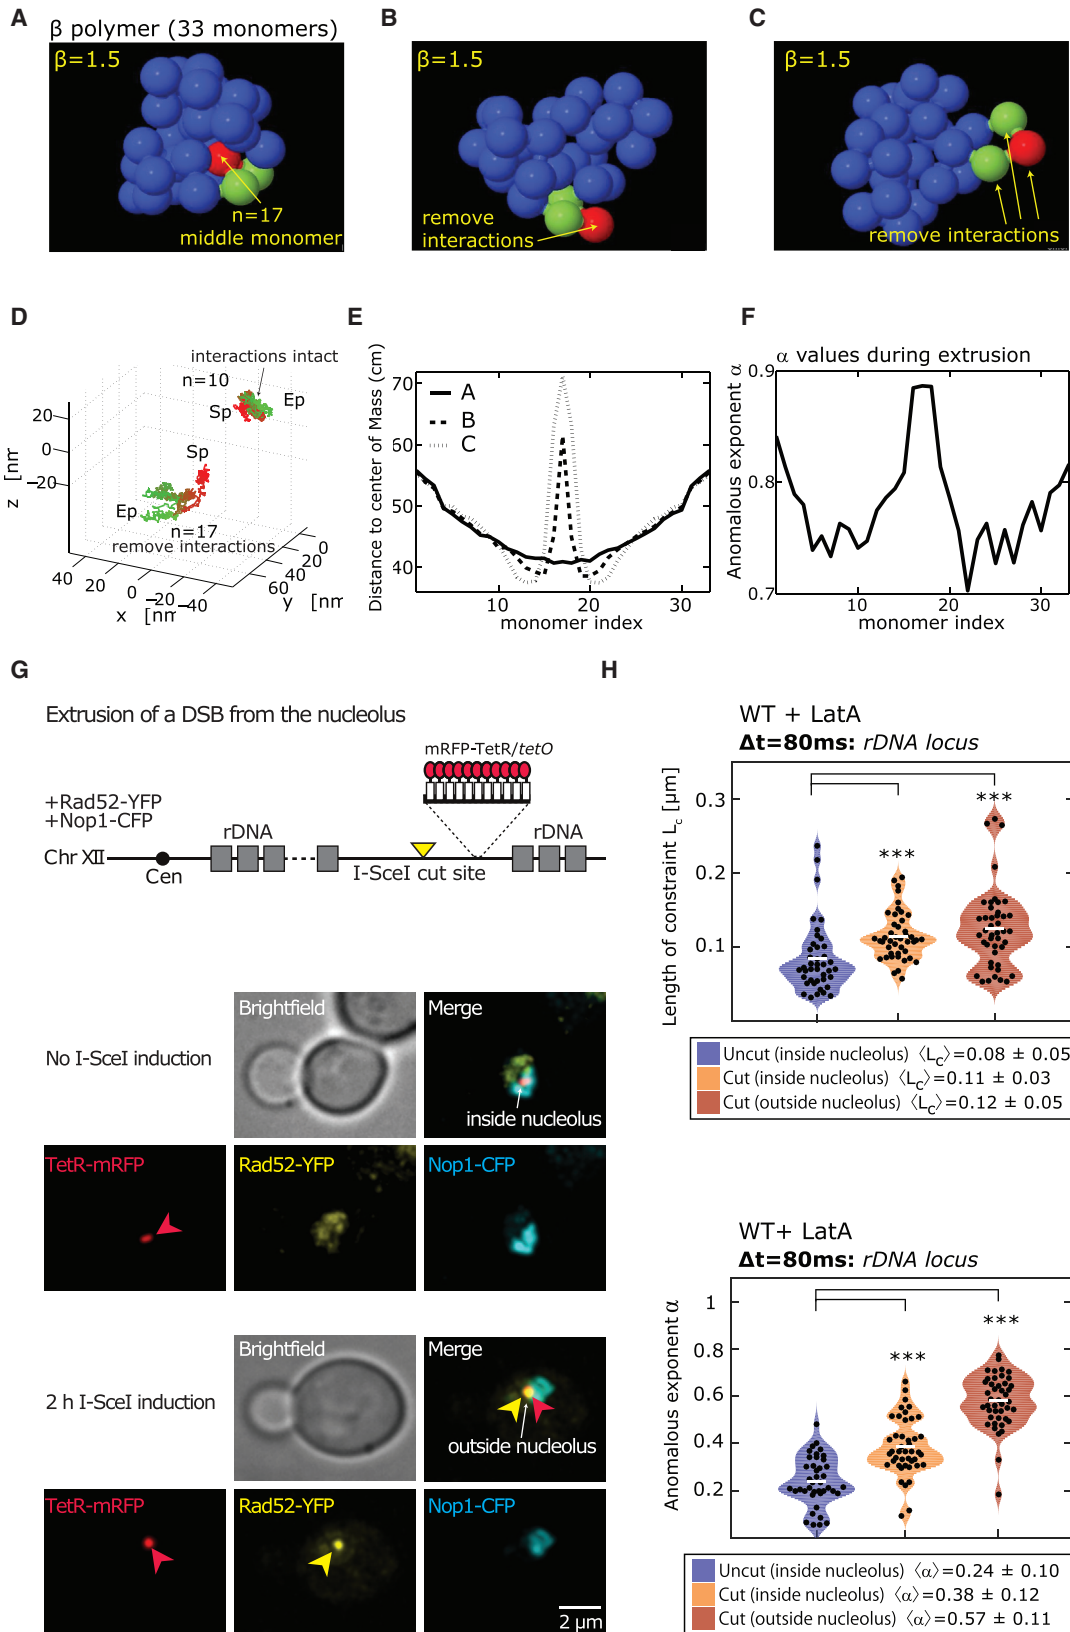 A
β polymer (33 monomers)
β=1.5
n=17
middle monomer
B
β=1.5
remove
interactions
C
β=1.5
remove interactions
D
interactions intact
n=10
Sp
Ep
Sp
Ep
n=17
remove interactions
20
0
−20
z [nm
40
20
0
−20
−40
x [nm]
0
20
40
60
y [nm
E
70
60
50
40
Distance to center of Mass (cm)
A
B
C
10
20
30
monomer index
F
α values during extrusion
0.9
0.8
0.7
Anomalous exponent α
10
20
30
monomer index
G
Extrusion of a DSB from the nucleolus
mRFP-TetR/tetO
+Rad52-YFP
+Nop1-CFP
rDNA
rDNA
Chr XII
Cen
I-SceI cut site
No I-SceI induction
Brightfield
Merge
inside nucleolus
TetR-mRFP
Rad52-YFP
Nop1-CFP
2 h I-SceI induction
Brightfield
Merge
outside nucleolus
TetR-mRFP
Rad52-YFP
Nop1-CFP
2 µm
H
WT + LatA
Δt=80ms: rDNA locus
0.3
0.2
0.1
Length of constraint Lc [µm]
***
***
Uncut (inside nucleolus) ⟨Lc⟩=0.08 ± 0.05
Cut (inside nucleolus) ⟨Lc⟩=0.11 ± 0.03
Cut (outside nucleolus) ⟨Lc⟩=0.12 ± 0.05
WT+ LatA
Δt=80ms: rDNA locus
1
0.8
0.6
0.4
0.2
Anomalous exponent α
***
***
Uncut (inside nucleolus) ⟨α⟩=0.24 ± 0.10
Cut (inside nucleolus) ⟨α⟩=0.38 ± 0.12
Cut (outside nucleolus) ⟨α⟩=0.57 ± 0.11